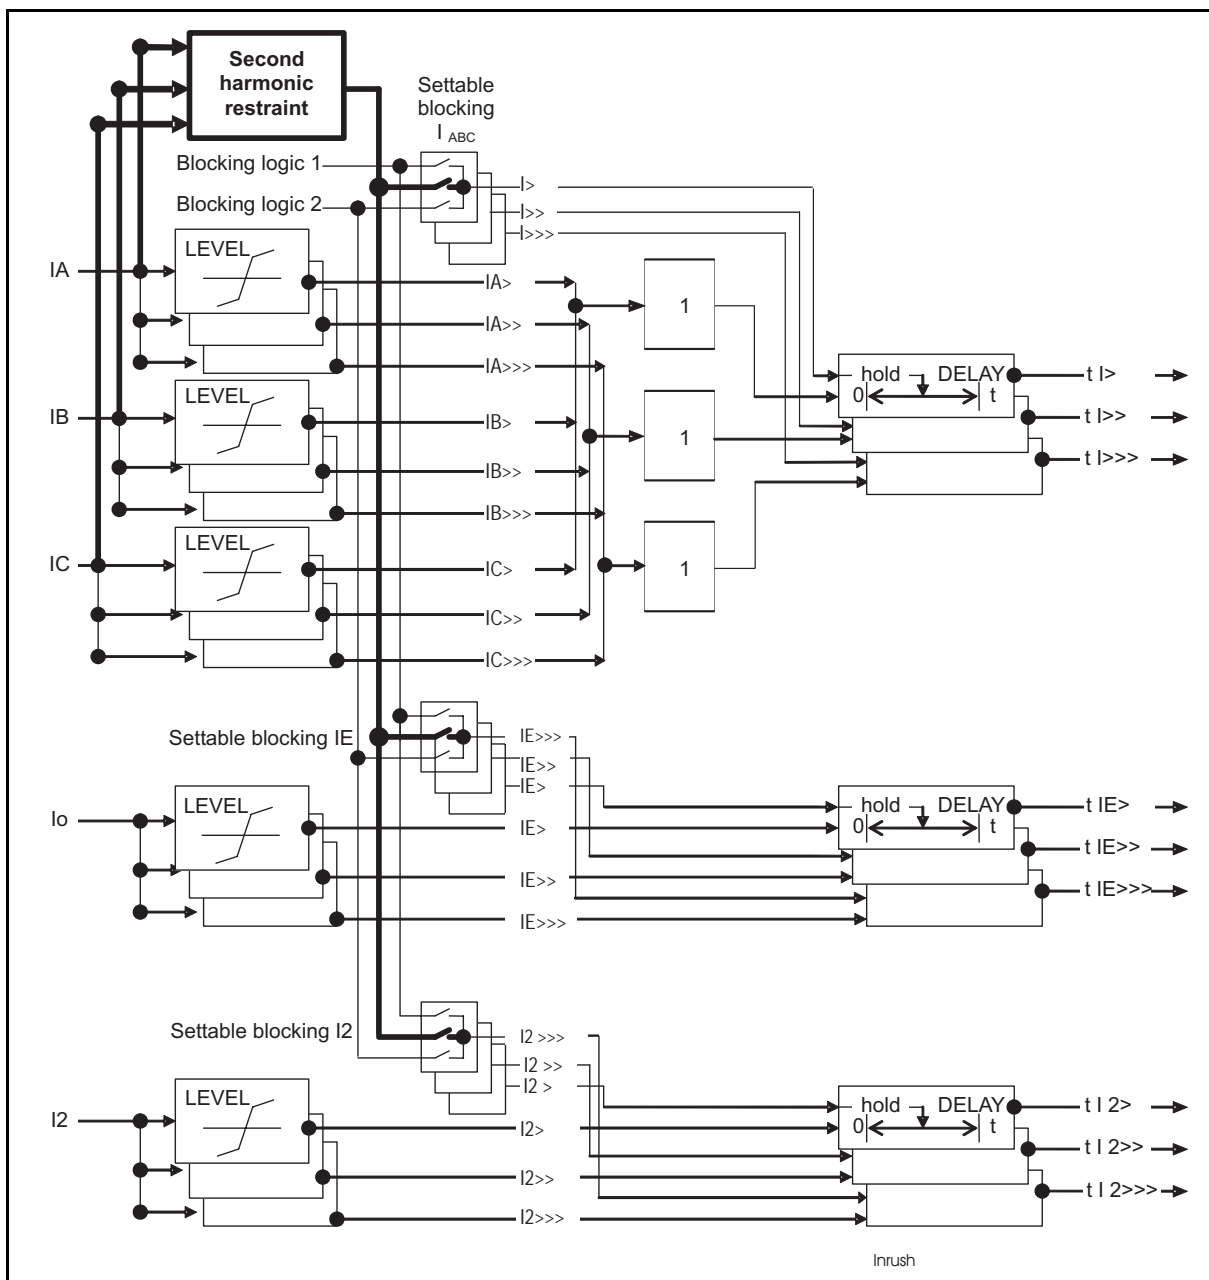 Second
harmonic
restraint
Settable
blocking
I ABC
Blocking logic 1
Blocking logic 2
I>
I>>
I>>>
IA
LEVEL
IA>
IA>>
IA>>>
1
IB
LEVEL
IB>
IB>>
IB>>>
1
IC
LEVEL
IC>
IC>>
IC>>>
1
hold
DELAY
0
t
t I>
t I>>
t I>>>
Settable blocking IE
IE>>>
IE>>
IE>
Io
LEVEL
IE>
IE>>
IE>>>
hold
DELAY
0
t
t IE>
t IE>>
t IE>>>
Settable blocking I2
I2 >>>
I2 >>
I2 >
I2
LEVEL
I2>
I2>>
I2>>>
hold
DELAY
0
t
t I 2>
t I 2>>
t I 2>>>
Inrush